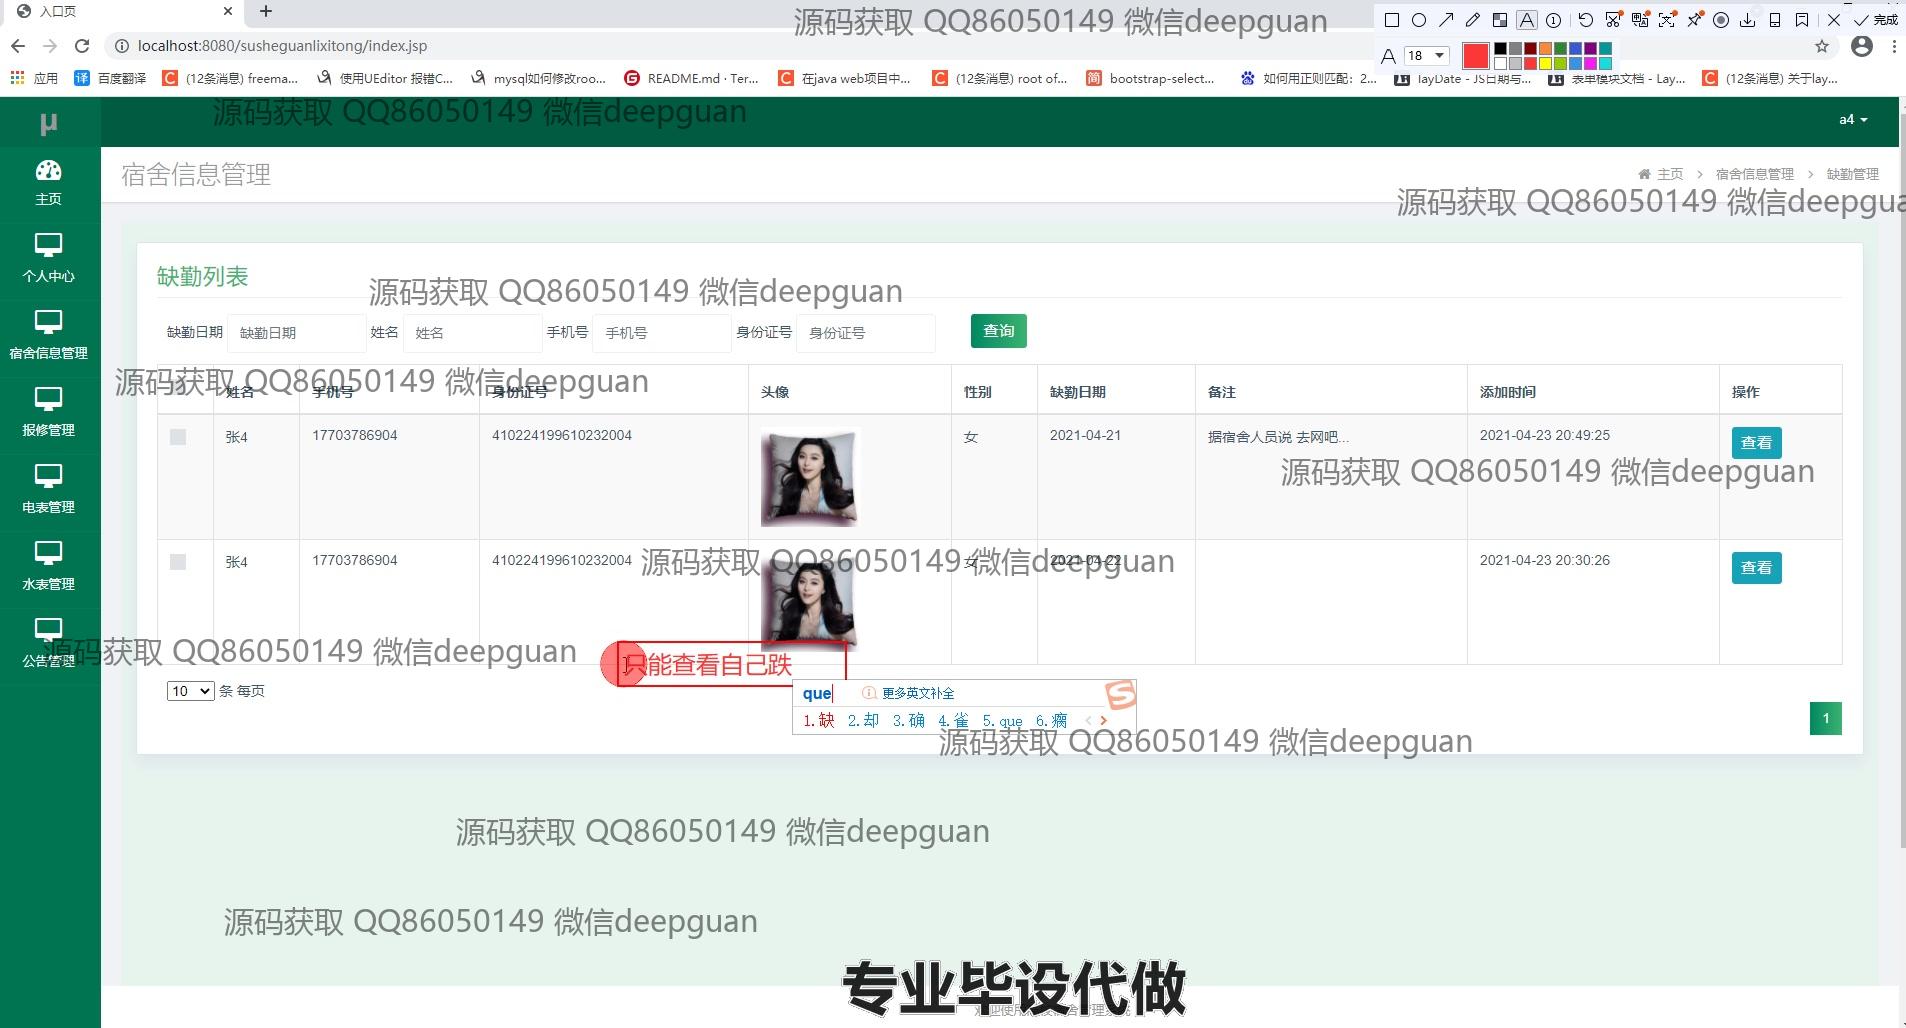 入口页
源码获取 QQ86050149 微信deepguan
完成
localhost:8080/susheguanlixitong/index.jsp
A 18
应用 百度翻译 (12条消息) freema... 使用UEditor 报错C... mysql如何修改roo... README.md · Ter... 在java web项目中... (12条消息) root of... bootstrap-select... 如何用正则匹配：2... layDate - JS日期与... 表单模块文档 - Lay... (12条消息) 关于lay...
源码获取 QQ86050149 微信deepguan
μ
a4
主页
宿舍信息管理
主页 > 宿舍信息管理 > 缺勤管理
源码获取 QQ86050149 微信deepgua
个人中心
缺勤列表
源码获取 QQ86050149 微信deepguan
缺勤日期 缺勤日期 姓名 姓名 手机号 手机号 身份证号 身份证号 查询
宿舍信息管理
源码获取 QQ86050149 微信deepguan
姓名 手机号 身份证号 头像 性别 缺勤日期 备注 添加时间 操作
报修管理
张4 17703786904 410224199610232004 女 2021-04-21 据宿舍人员说 去网吧... 2021-04-23 20:49:25 查看
源码获取 QQ86050149 微信deepguan
电表管理
张4 17703786904 410224199610232004 女 2021-04-22 2021-04-23 20:30:26 查看
源码获取 QQ86050149 微信deepguan
水表管理
源码获取 QQ86050149 微信deepguan
公告管理
只能查看自己跌
10 条 每页
que 更多英文补全
1.缺 2.却 3.确 4.雀 5.que 6.瘸
1
源码获取 QQ86050149 微信deepguan
源码获取 QQ86050149 微信deepguan
源码获取 QQ86050149 微信deepguan
专业毕设代做